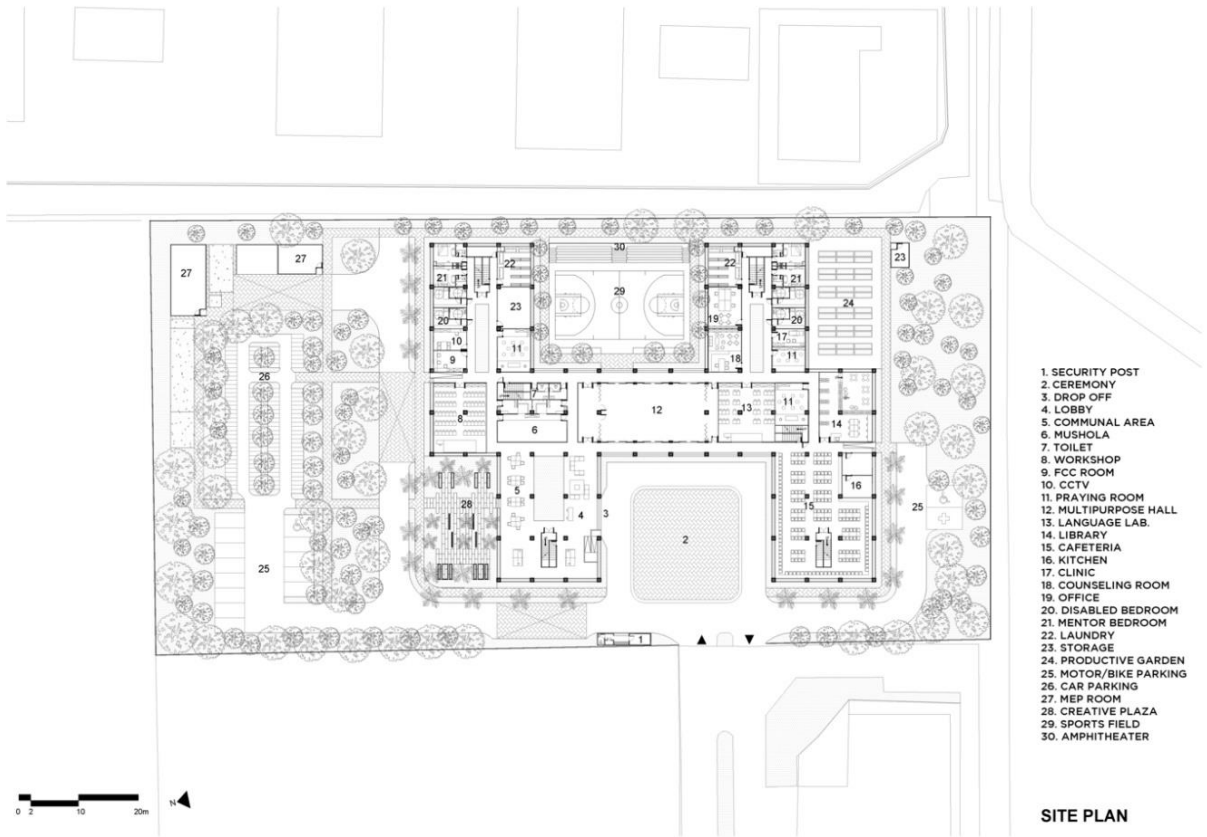 27
27
23
30
22
22
21
21
23
29
24
20
19
20
10
17
26
11
18
11
9
7
11
8
12
13
6
14
5
16
28
4
3
15
25
2
25
1
1. SECURITY POST
2. CEREMONY
3. DROP OFF
4. LOBBY
5. COMMUNAL AREA
6. MUSHOLA
7. TOILET
8. WORKSHOP
9. FCC ROOM
10. CCTV
11. PRAYING ROOM
12. MULTIPURPOSE HALL
13. LANGUAGE LAB.
14. LIBRARY
15. CAFETERIA
16. KITCHEN
17. CLINIC
18. COUNSELING ROOM
19. OFFICE
20. DISABLED BEDROOM
21. MENTOR BEDROOM
22. LAUNDRY
23. STORAGE
24. PRODUCTIVE GARDEN
25. MOTOR/BIKE PARKING
26. CAR PARKING
27. MEP ROOM
28. CREATIVE PLAZA
29. SPORTS FIELD
30. AMPHITHEATER
0 2 10 20m
N
SITE PLAN